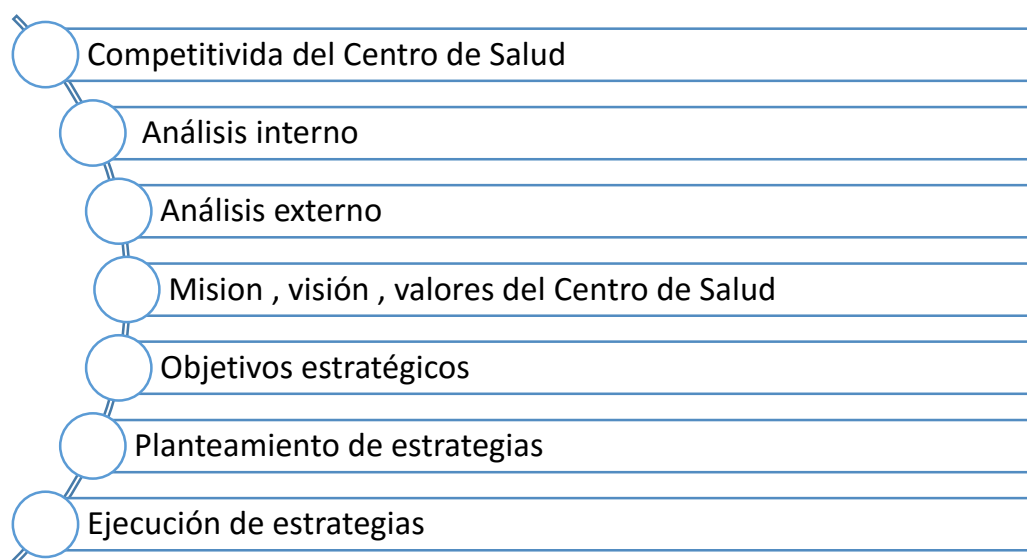 Competitivida del Centro de Salud
Análisis interno
Análisis externo
Mision , visión , valores del Centro de Salud
Objetivos estratégicos
Planteamiento de estrategias
Ejecución de estrategias